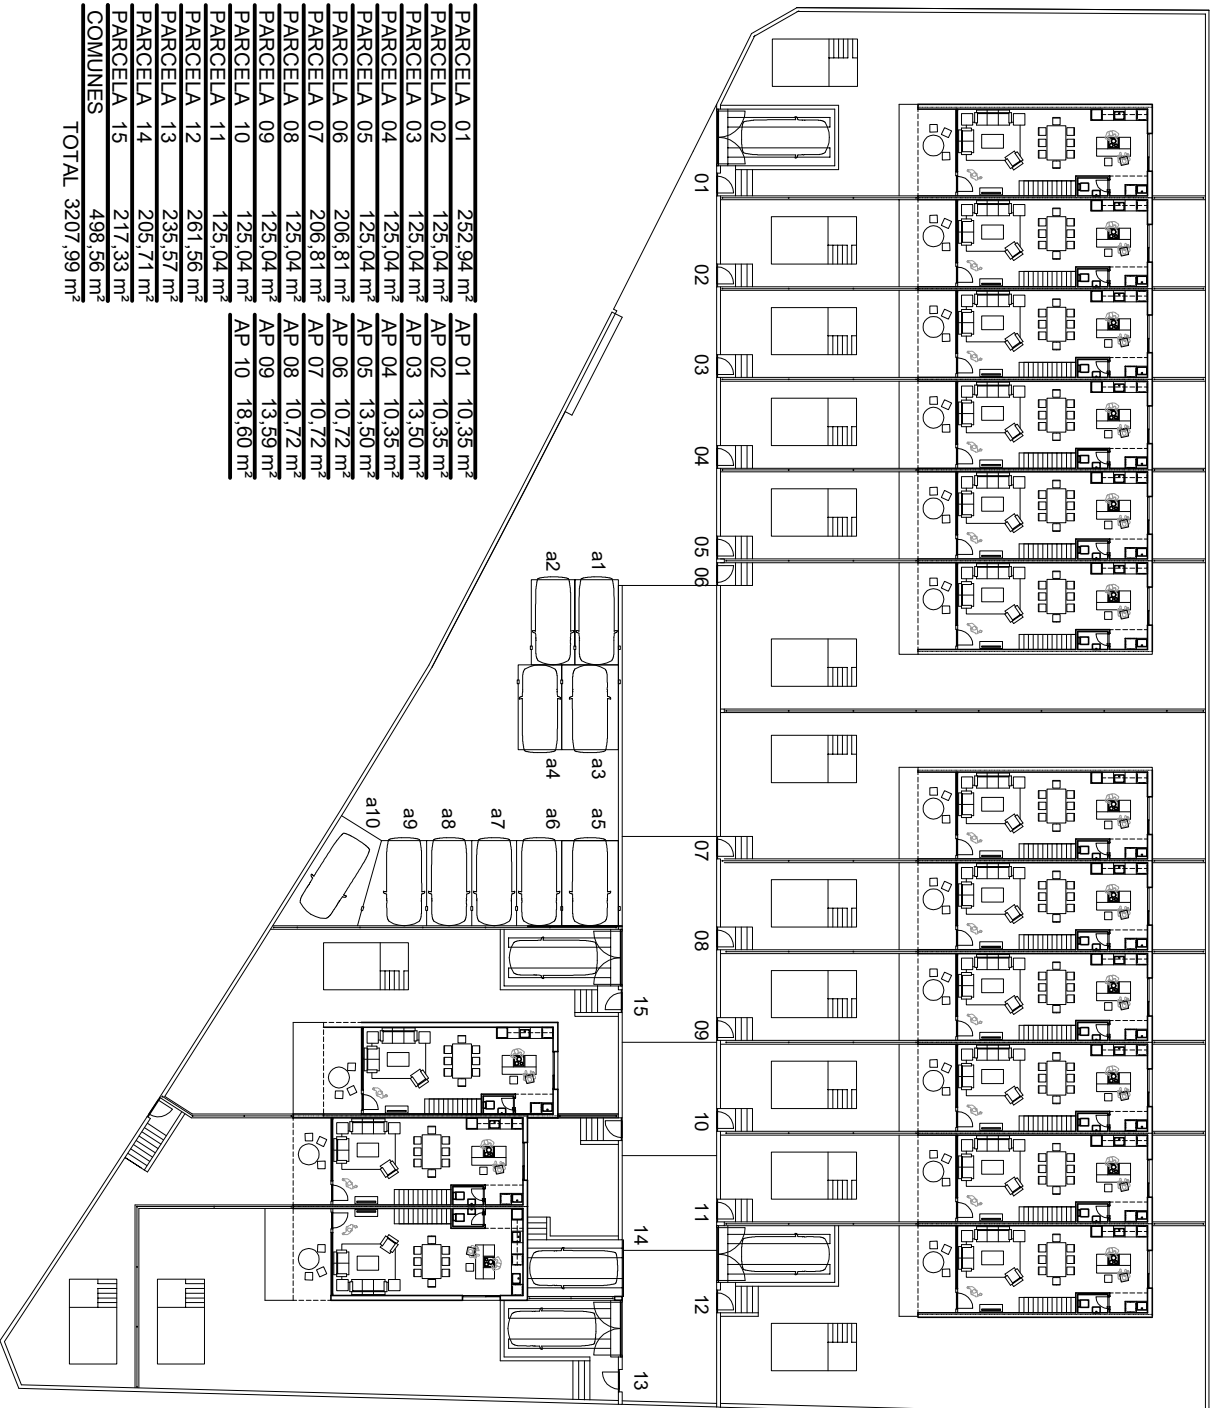 PARCELA 01 252,94 m²
PARCELA 02 125,04 m²
PARCELA 03 125,04 m²
PARCELA 04 125,04 m²
PARCELA 05 125,04 m²
PARCELA 06 206,81 m²
PARCELA 07 206,81 m²
PARCELA 08 125,04 m²
PARCELA 09 125,04 m²
PARCELA 10 125,04 m²
PARCELA 11 125,04 m²
PARCELA 12 261,56 m²
PARCELA 13 235,57 m²
PARCELA 14 205,71 m²
PARCELA 15 217,33 m²
COMUNES 498,56 m²
TOTAL 3207,99 m²
AP 01 10,35 m²
AP 02 10,35 m²
AP 03 13,50 m²
AP 04 10,35 m²
AP 05 13,50 m²
AP 06 10,72 m²
AP 07 10,72 m²
AP 08 10,72 m²
AP 09 13,59 m²
AP 10 18,60 m²
01
02
03
04
05
06
07
08
09
10
11
12
a1
a2
a3
a4
a5
a6
a7
a8
a9
a10
15
14
13